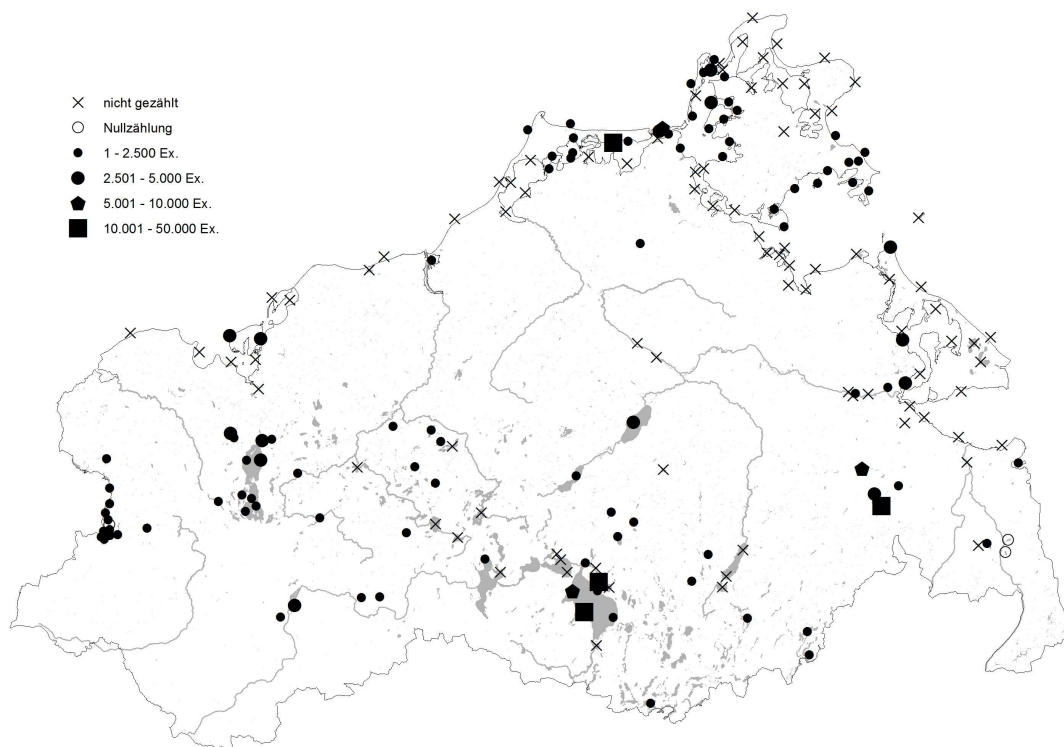 nicht gezählt
Nullzählung
1 - 2.500 Ex.
2.501 - 5.000 Ex.
5.001 - 10.000 Ex.
10.001 - 50.000 Ex.